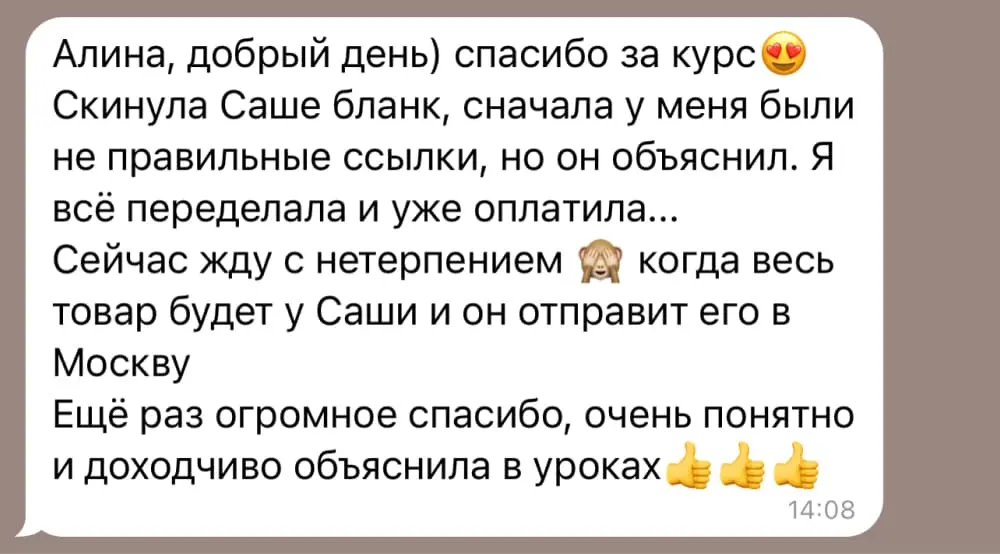 Алина, добрый день) спасибо за курс😍
Скинула Саше бланк, сначала у меня были
не правильные ссылки, но он объяснил. Я
всё переделала и уже оплатила...
Сейчас жду с нетерпением 🙈 когда весь
товар будет у Саши и он отправит его в
Москву
Ещё раз огромное спасибо, очень понятно
и доходчиво объяснила в уроках👍👍👍
14:08